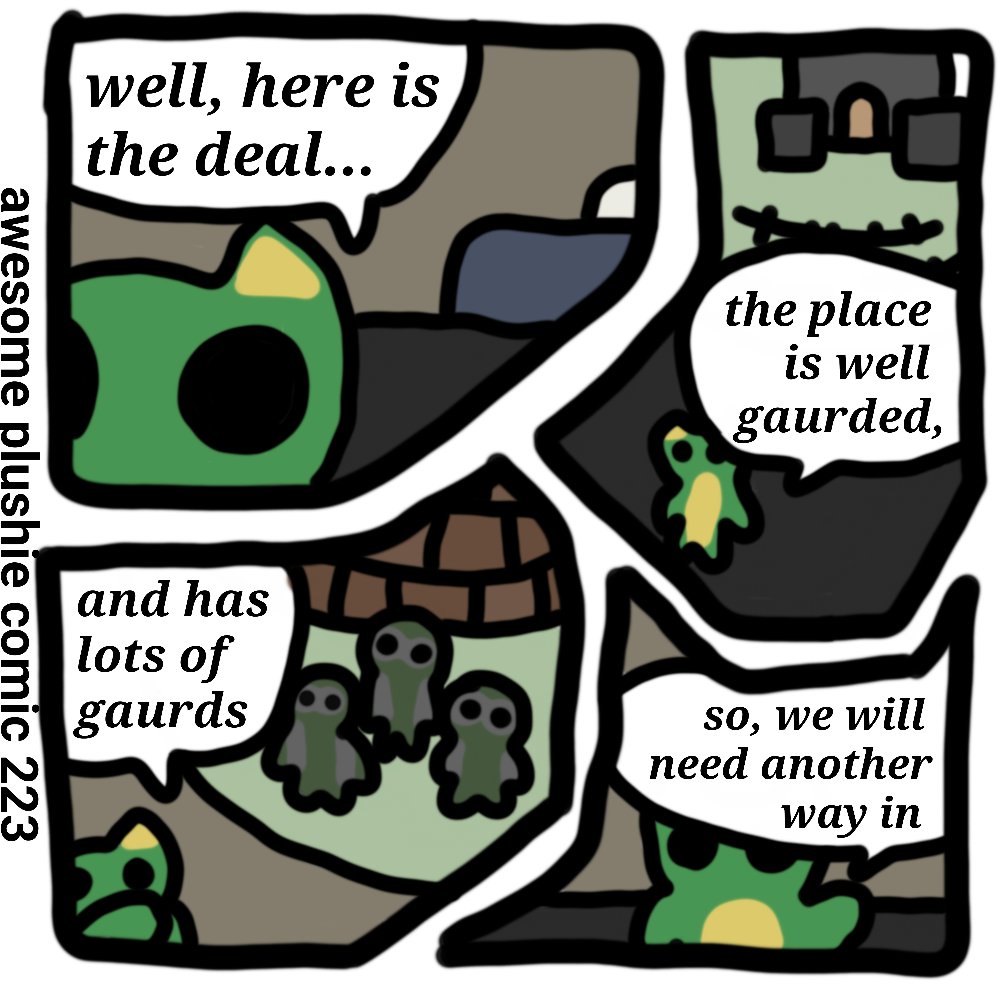 well, here is
the deal...
the place
is well
gaurded,
and has
lots of
gaurds
so, we will
need another
way in
awesome plushie comic 223